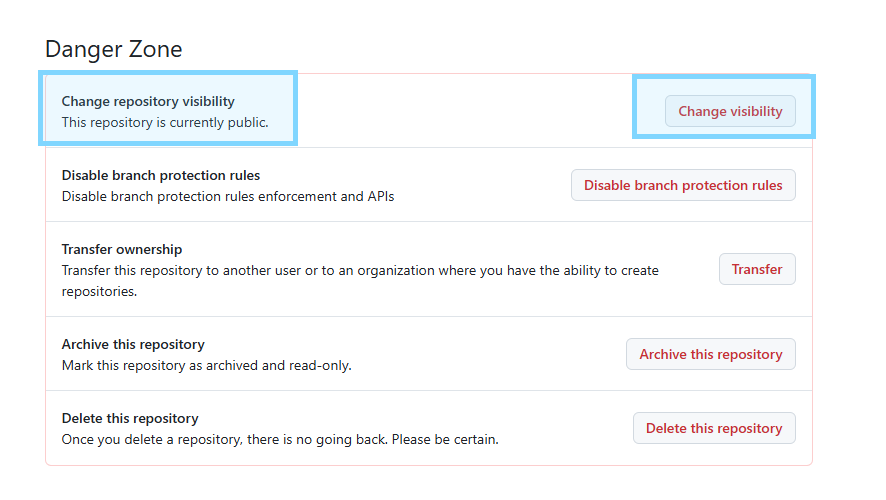 Danger Zone
Change repository visibility
This repository is currently public.
Change visibility
Disable branch protection rules
Disable branch protection rules enforcement and APIs
Disable branch protection rules
Transfer ownership
Transfer this repository to another user or to an organization where you have the ability to create
repositories.
Transfer
Archive this repository
Mark this repository as archived and read-only.
Archive this repository
Delete this repository
Once you delete a repository, there is no going back. Please be certain.
Delete this repository